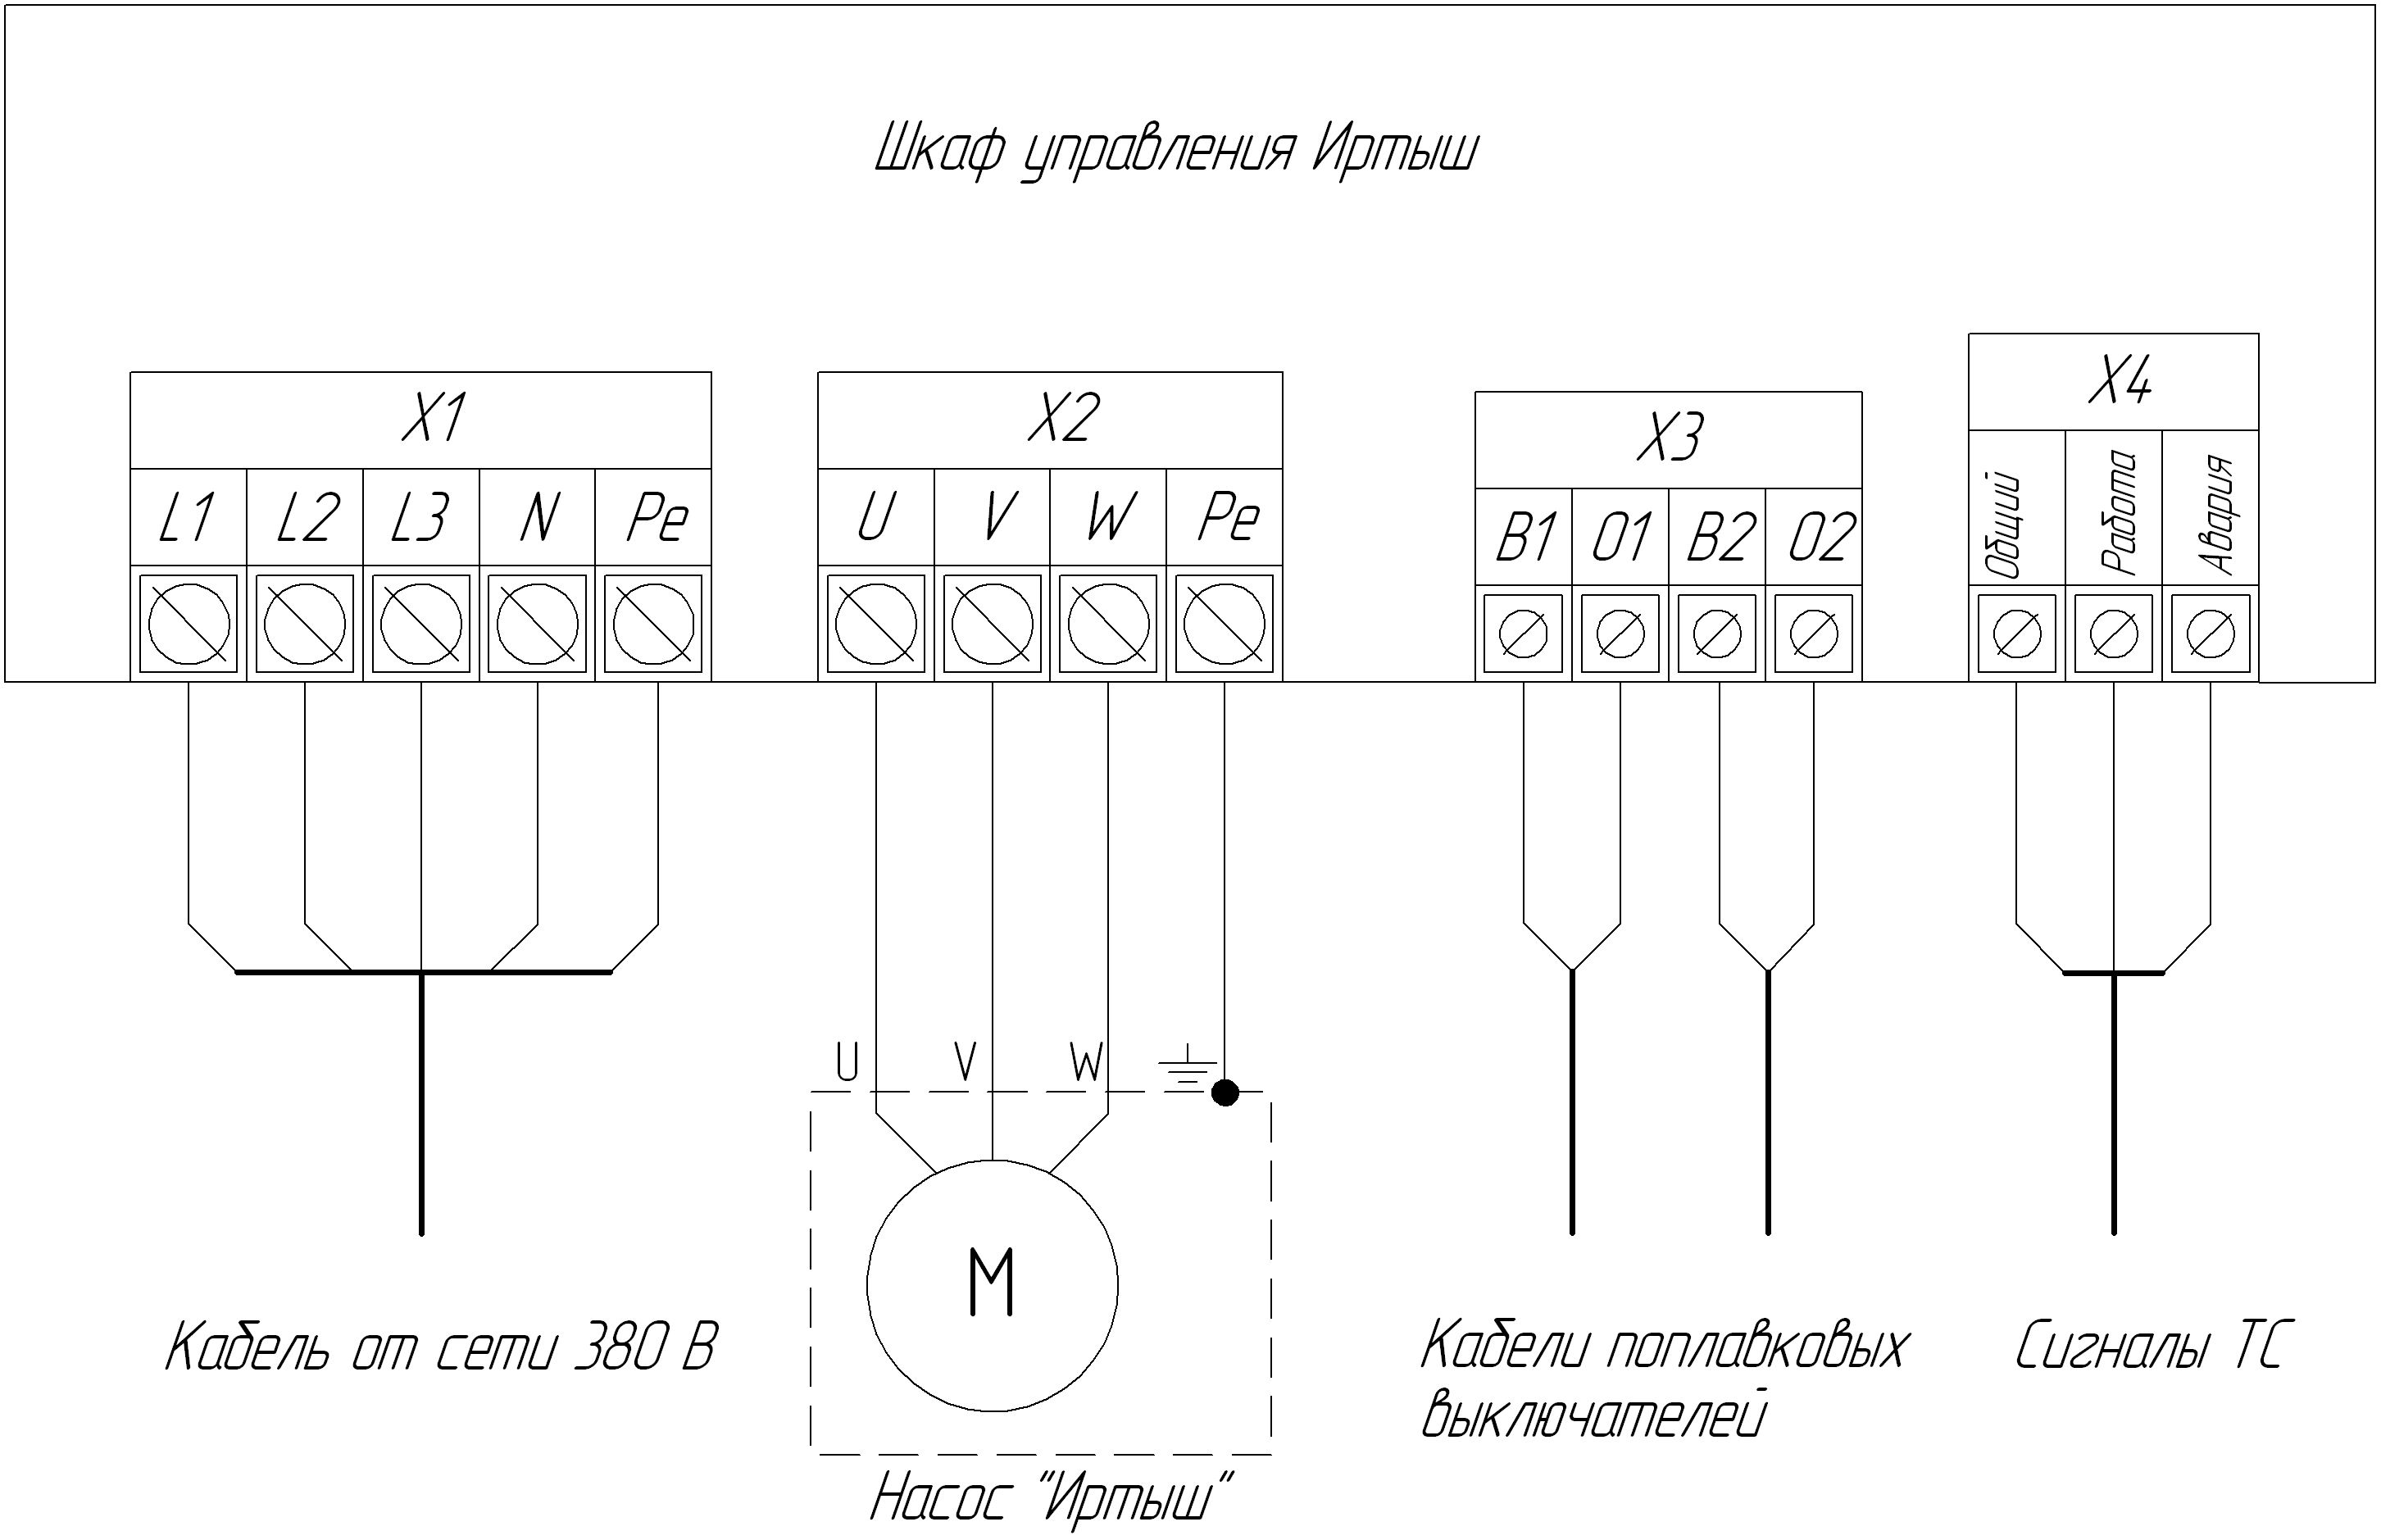 Шкаф управления Иртыш
X1
L1 L2 L3 N Pe
X2
U V W Pe
X3
B1 O1 B2 O2
X4
Общий Работа Авария
U V W
M
Кабель от сети 380 В
Насос "Иртыш"
Кабели поплавковых
выключателей
Сигналы ТС